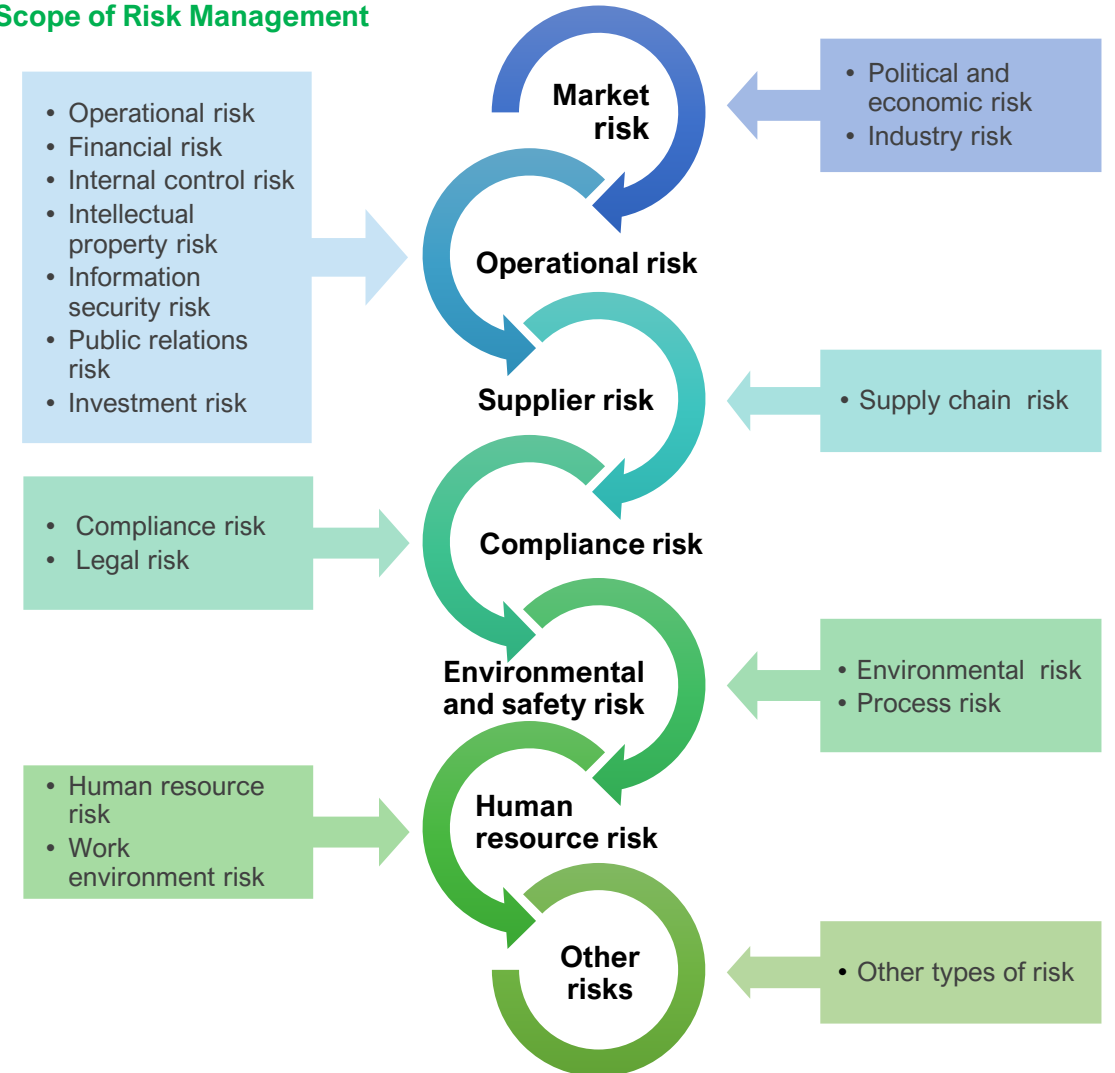 Scope of Risk Management
Market
risk
• Political and
economic risk
• Industry risk
• Operational risk
• Financial risk
• Internal control risk
• Intellectual
property risk
• Information
security risk
• Public relations
risk
• Investment risk
Operational risk
Supplier risk
• Supply chain risk
• Compliance risk
• Legal risk
Compliance risk
Environmental
and safety risk
• Environmental risk
• Process risk
• Human resource
risk
• Work
environment risk
Human
resource risk
Other
risks
• Other types of risk